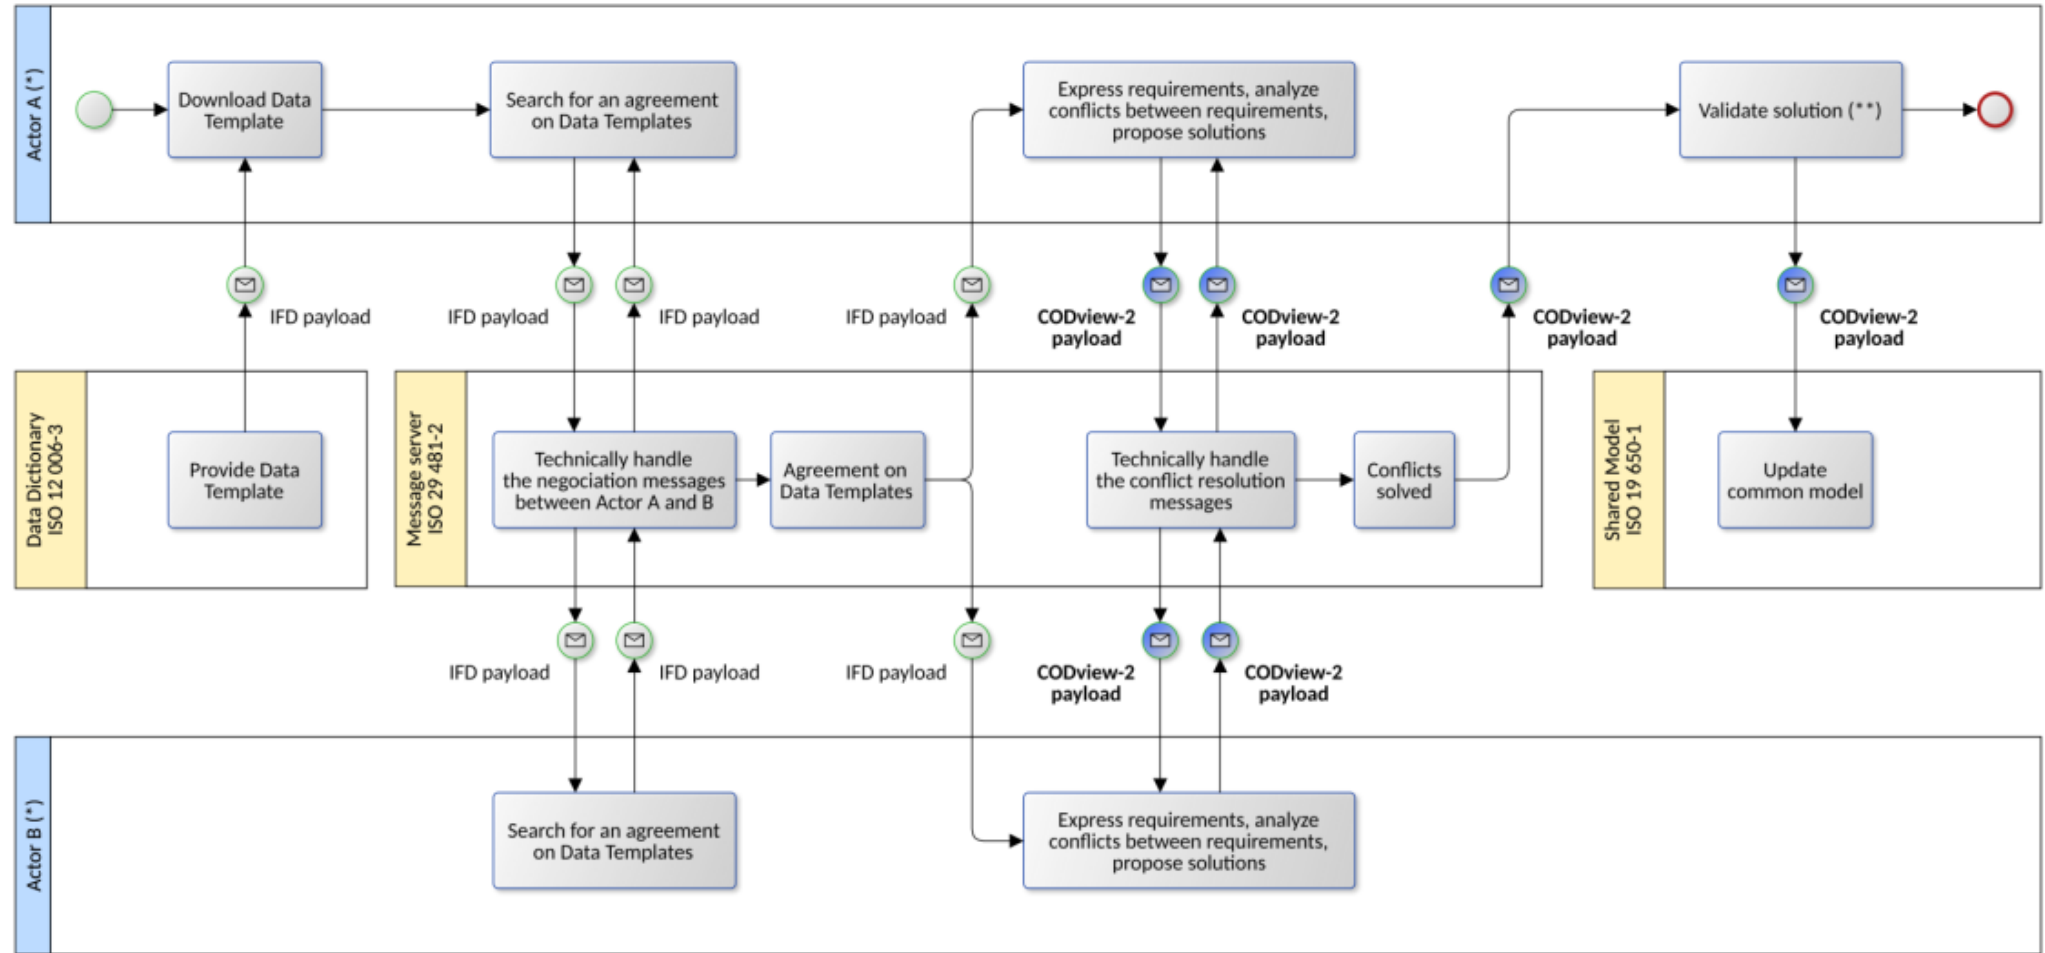 Actor A (*)
Download Data
Template
Search for an agreement
on Data Templates
Express requirements, analyze
conflicts between requirements,
propose solutions
Validate solution (**)
IFD payload
IFD payload
IFD payload
IFD payload
CODview-2
payload
CODview-2
payload
CODview-2
payload
CODview-2
payload
Data Dictionary
ISO 12 006-3
Provide Data
Template
Message server
ISO 29 481-2
Technically handle
the negociation messages
between Actor A and B
Agreement on
Data Templates
Technically handle
the conflict resolution
messages
Conflicts
solved
Shared Model
ISO 19 650-1
Update
common model
IFD payload
IFD payload
IFD payload
CODview-2
payload
CODview-2
payload
Actor B (*)
Search for an agreement
on Data Templates
Express requirements, analyze
conflicts between requirements,
propose solutions